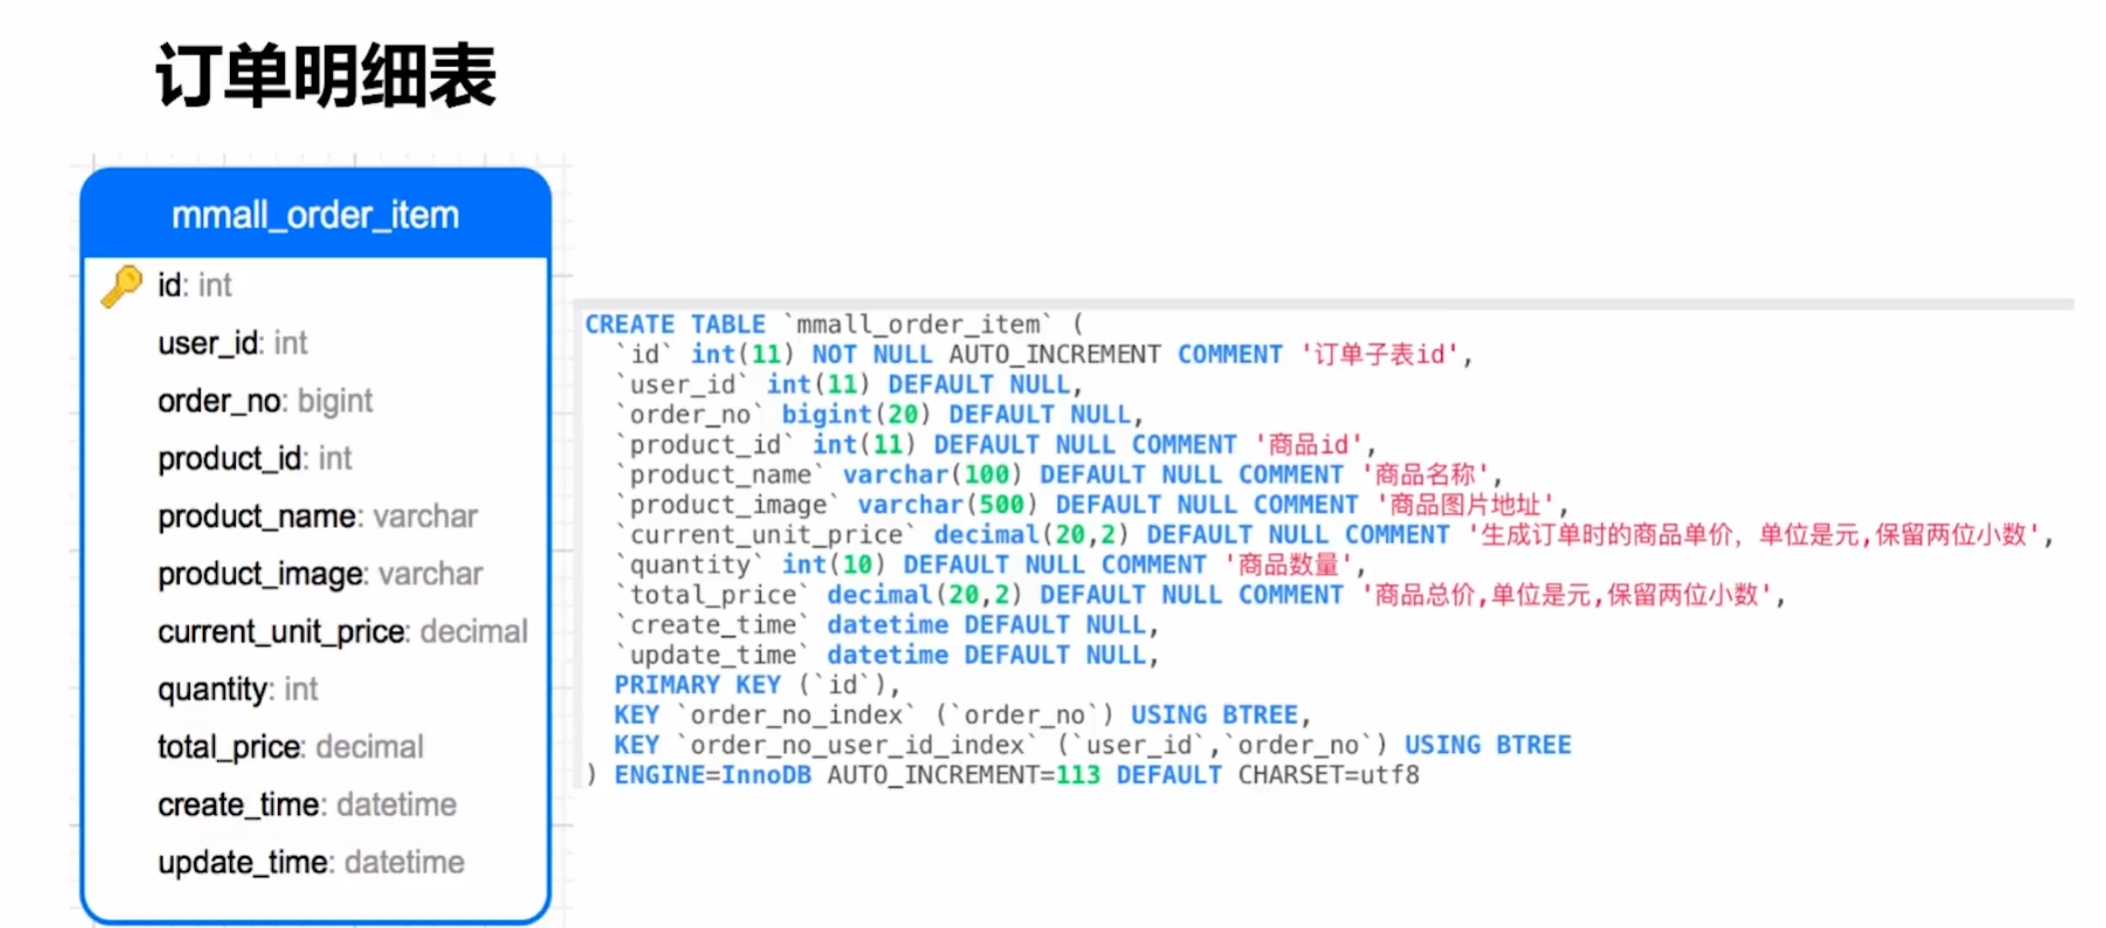 订单明细表
mmall_order_item
id: int
user_id: int
order_no: bigint
product_id: int
product_name: varchar
product_image: varchar
current_unit_price: decimal
quantity: int
total_price: decimal
create_time: datetime
update_time: datetime
CREATE TABLE `mmall_order_item` (
`id` int(11) NOT NULL AUTO_INCREMENT COMMENT '订单子表id',
`user_id` int(11) DEFAULT NULL,
`order_no` bigint(20) DEFAULT NULL,
`product_id` int(11) DEFAULT NULL COMMENT '商品id',
`product_name` varchar(100) DEFAULT NULL COMMENT '商品名称',
`product_image` varchar(500) DEFAULT NULL COMMENT '商品图片地址',
`current_unit_price` decimal(20,2) DEFAULT NULL COMMENT '生成订单时的商品单价，单位是元,保留两位小数',
`quantity` int(10) DEFAULT NULL COMMENT '商品数量',
`total_price` decimal(20,2) DEFAULT NULL COMMENT '商品总价,单位是元,保留两位小数',
`create_time` datetime DEFAULT NULL,
`update_time` datetime DEFAULT NULL,
PRIMARY KEY (`id`),
KEY `order_no_index` (`order_no`) USING BTREE,
KEY `order_no_user_id_index` (`user_id`,`order_no`) USING BTREE
) ENGINE=InnoDB AUTO_INCREMENT=113 DEFAULT CHARSET=utf8